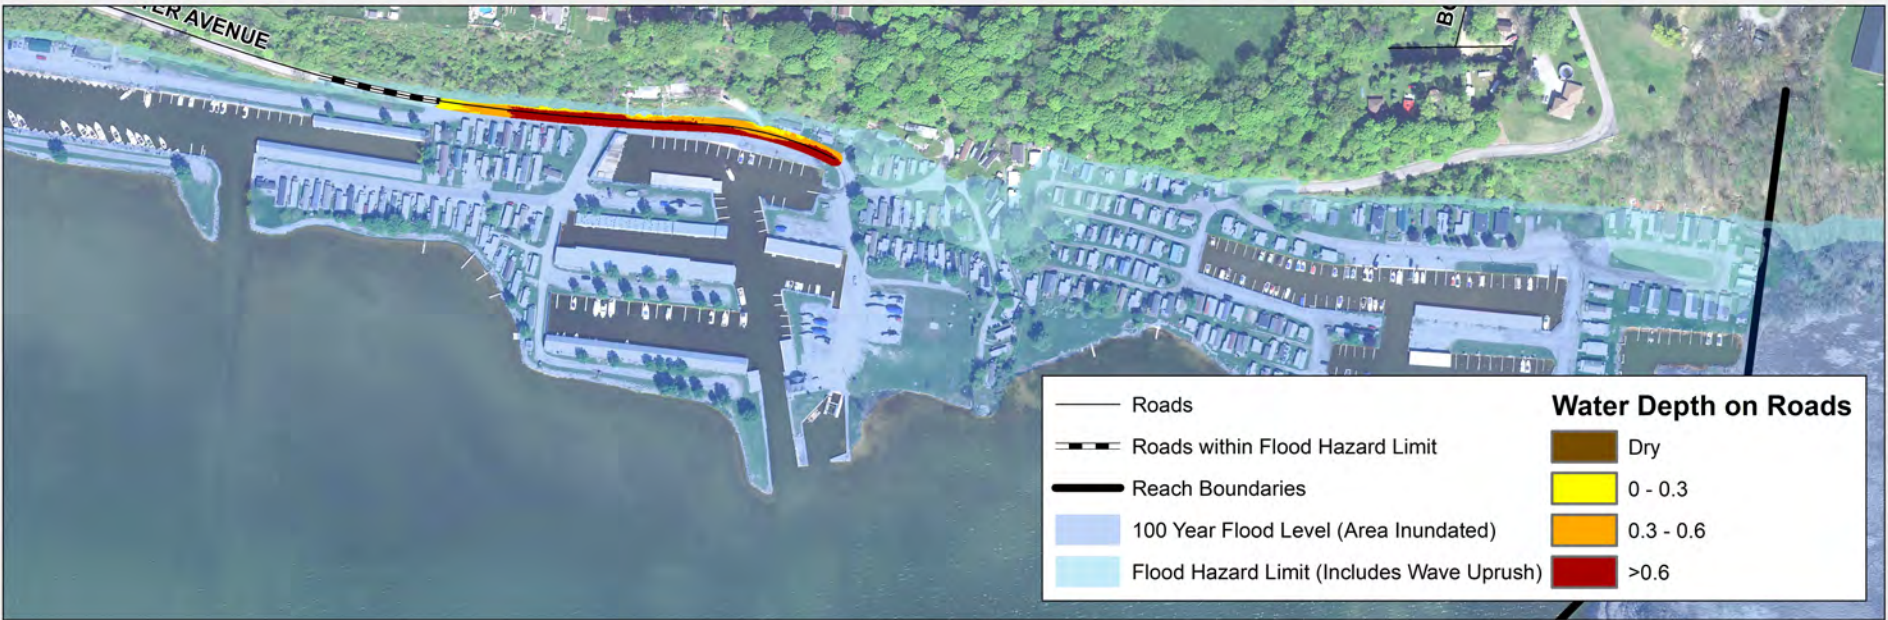 AVENUE
Roads
Roads within Flood Hazard Limit
Reach Boundaries
100 Year Flood Level (Area Inundated)
Flood Hazard Limit (Includes Wave Uprush)
Water Depth on Roads
Dry
0 - 0.3
0.3 - 0.6
>0.6